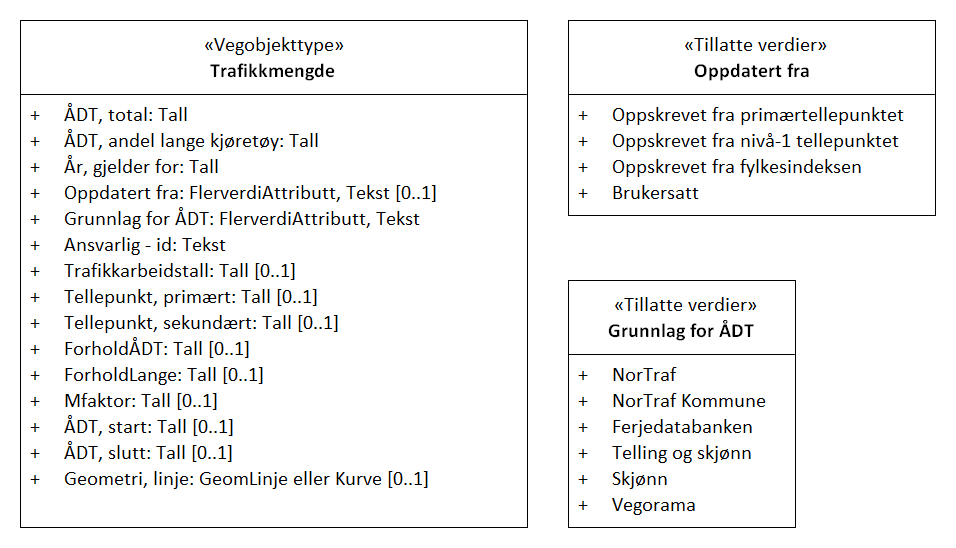 «Vegobjekttype»
Trafikkmengde
+ ÅDT, total: Tall
+ ÅDT, andel lange kjøretøy: Tall
+ År, gjelder for: Tall
+ Oppdatert fra: FlerverdiAttributt, Tekst [0..1]
+ Grunnlag for ÅDT: FlerverdiAttributt, Tekst
+ Ansvarlig - id: Tekst
+ Trafikkarbeidstall: Tall [0..1]
+ Tellepunkt, primært: Tall [0..1]
+ Tellepunkt, sekundært: Tall [0..1]
+ ForholdÅDT: Tall [0..1]
+ ForholdLange: Tall [0..1]
+ Mfaktor: Tall [0..1]
+ ÅDT, start: Tall [0..1]
+ ÅDT, slutt: Tall [0..1]
+ Geometri, linje: GeomLinje eller Kurve [0..1]
«Tillatte verdier»
Oppdatert fra
+ Oppskrevet fra primærtellepunktet
+ Oppskrevet fra nivå-1 tellepunktet
+ Oppskrevet fra fylkesindeksen
+ Brukersatt
«Tillatte verdier»
Grunnlag for ÅDT
+ NorTraf
+ NorTraf Kommune
+ Ferjedatabanken
+ Telling og skjønn
+ Skjønn
+ Vegorama